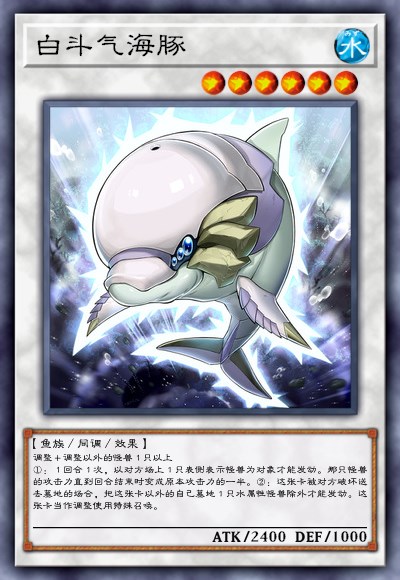 白斗气海豚
水
【鱼族／同调／效果】
调整＋调整以外的怪兽1只以上
①：1回合1次，以对方场上1只表侧表示怪兽为对象才能发动。那只怪兽
的攻击力直到回合结束时变成原本攻击力的一半。②：这张卡被对方破坏送
去墓地的场合，把这张卡以外的自己墓地1只水属性怪兽除外才能发动。这
张卡当作调整使用特殊召唤。
ATK/2400 DEF/1000